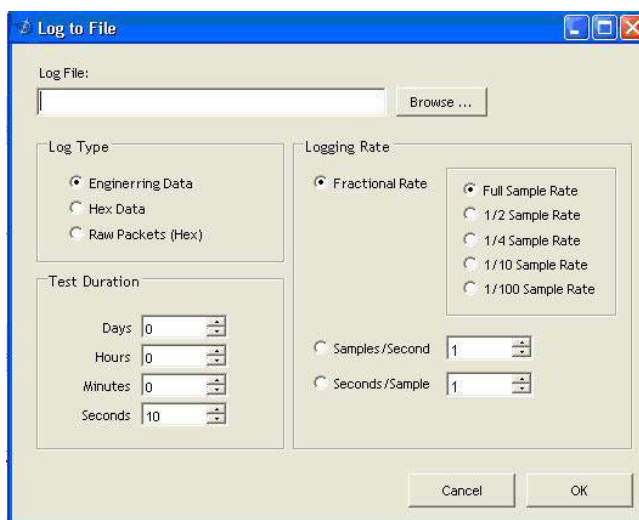 Log to File
Log File:
Browse ...
Log Type
Enginerring Data
Hex Data
Raw Packets (Hex)
Test Duration
Days 0
Hours 0
Minutes 0
Seconds 10
Logging Rate
Fractional Rate
Full Sample Rate
1/2 Sample Rate
1/4 Sample Rate
1/10 Sample Rate
1/100 Sample Rate
Samples/Second 1
Seconds/Sample 1
Cancel OK